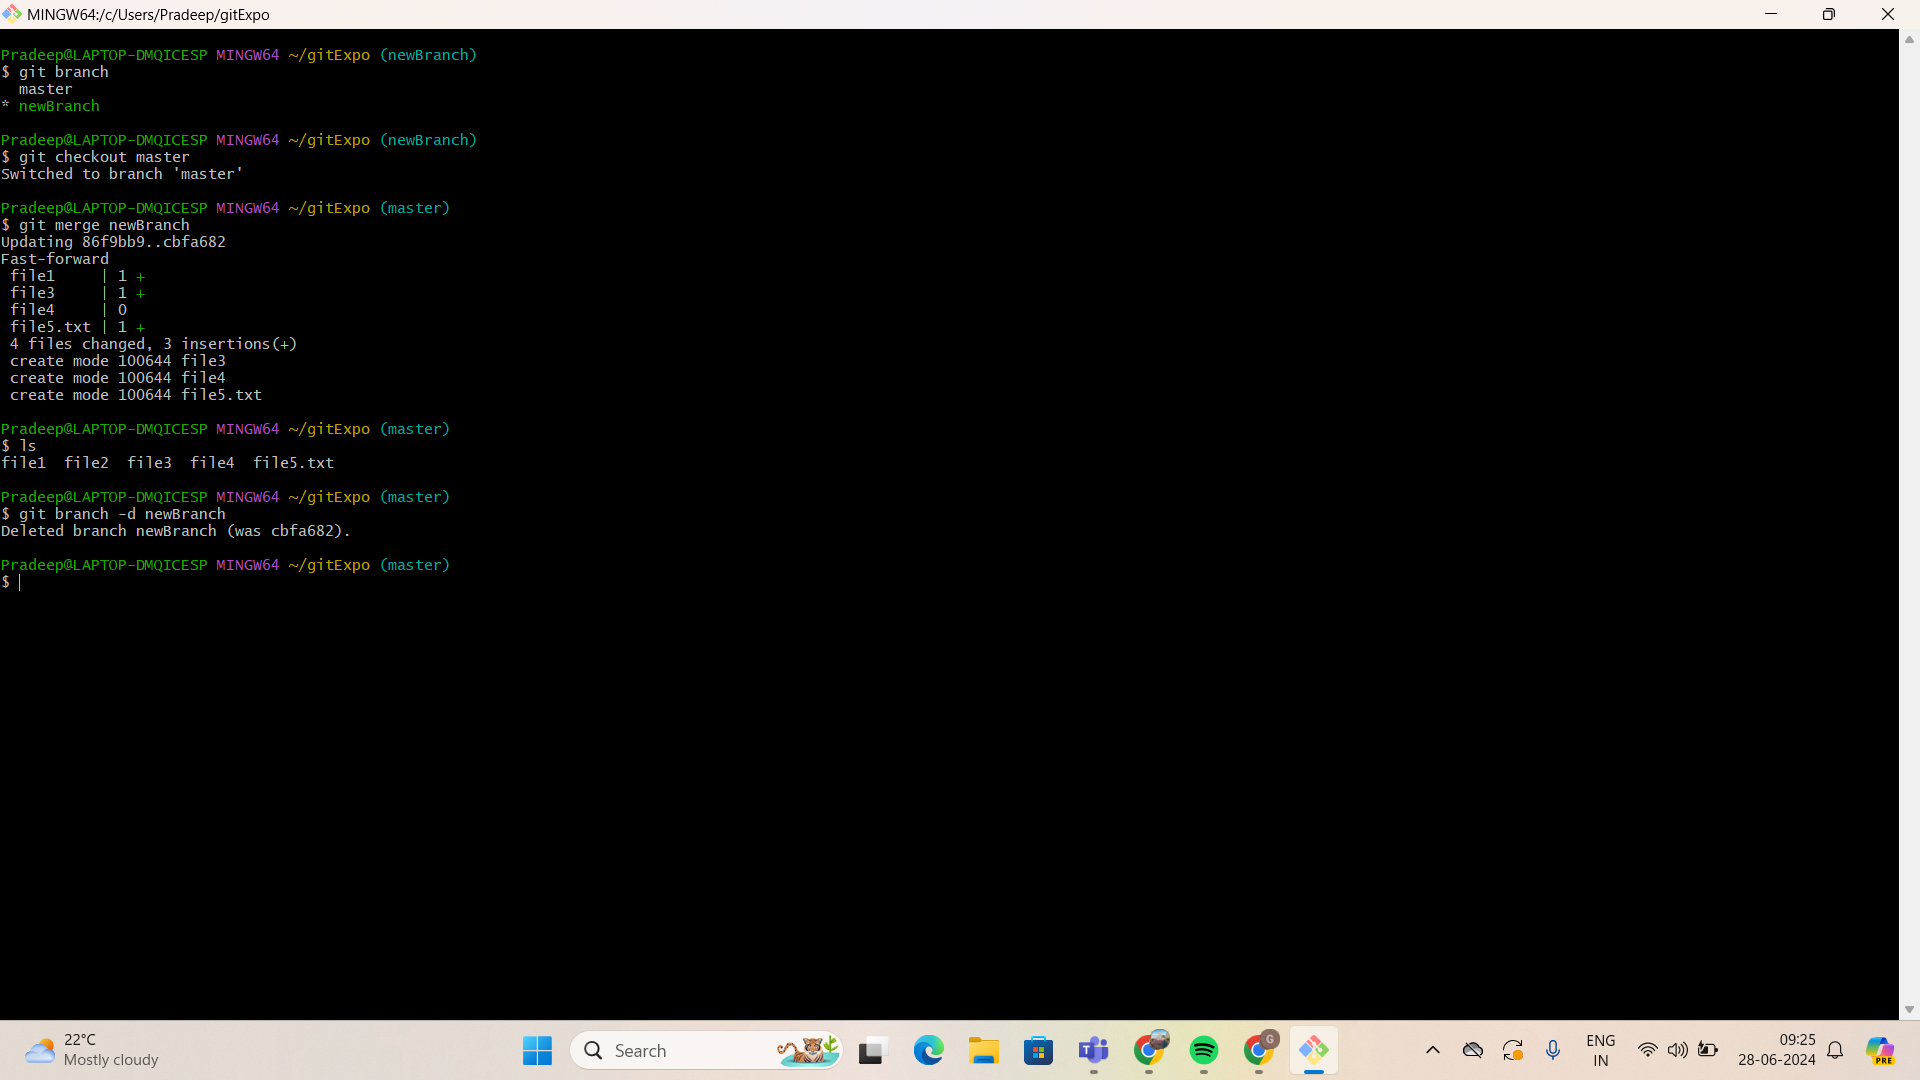 MINGW64:/c/Users/Pradeep/gitExpo
Pradeep@LAPTOP-DMQICESP MINGW64 ~/gitExpo (newBranch)
$ git branch
  master
* newBranch
Pradeep@LAPTOP-DMQICESP MINGW64 ~/gitExpo (newBranch)
$ git checkout master
Switched to branch 'master'
Pradeep@LAPTOP-DMQICESP MINGW64 ~/gitExpo (master)
$ git merge newBranch
Updating 86f9bb9..cbfa682
Fast-forward
 file1     | 1 +
 file3     | 1 +
 file4     | 0
 file5.txt | 1 +
 4 files changed, 3 insertions(+)
 create mode 100644 file3
 create mode 100644 file4
 create mode 100644 file5.txt
Pradeep@LAPTOP-DMQICESP MINGW64 ~/gitExpo (master)
$ ls
file1  file2  file3  file4  file5.txt
Pradeep@LAPTOP-DMQICESP MINGW64 ~/gitExpo (master)
$ git branch -d newBranch
Deleted branch newBranch (was cbfa682).
Pradeep@LAPTOP-DMQICESP MINGW64 ~/gitExpo (master)
$
22°C
Mostly cloudy
Search
G
ENG
IN
09:25
28-06-2024
PRE